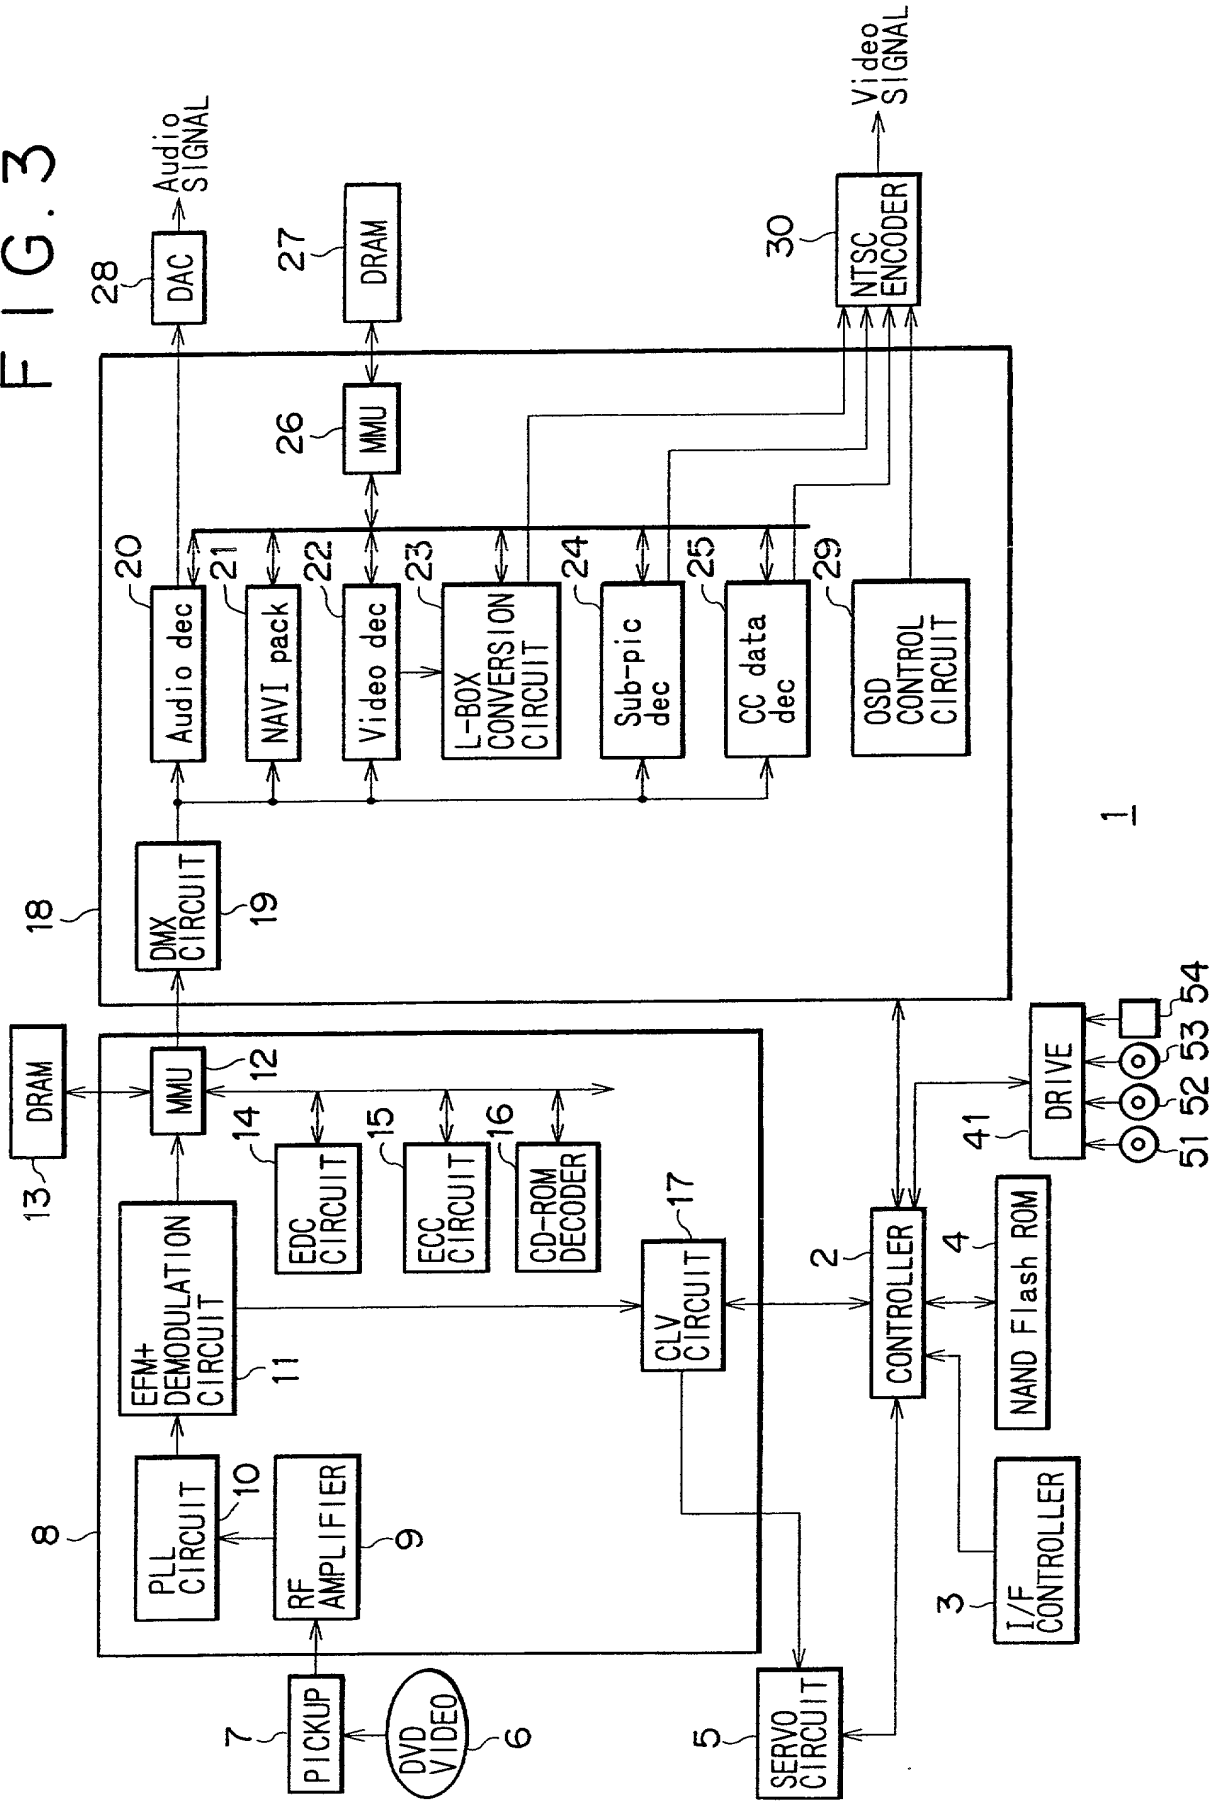 FIG. 3
DRAM
13
8
18
PICKUP
7
DVD
VIDEO
6
RF
AMPLIFIER
9
PLL
CIRCUIT
10
EFM+
DEMODULATION
CIRCUIT
11
MMU
12
EDC
CIRCUIT
14
ECC
CIRCUIT
15
CD-ROM
DECODER
16
CLV
CIRCUIT
17
DMX
CIRCUIT
19
Audio dec
20
NAVI pack
21
Video dec
22
L-BOX
CONVERSION
CIRCUIT
23
Sub-pic
dec
24
CC data
dec
25
OSD
CONTROL
CIRCUIT
29
MMU
26
DRAM
27
DAC
28
Audio
SIGNAL
NTSC
ENCODER
30
Video
SIGNAL
SERVO
CIRCUIT
5
CONTROLLER
2
I/F
CONTROLLER
3
NAND Flash ROM
4
DRIVE
41
51
52
53
54
1